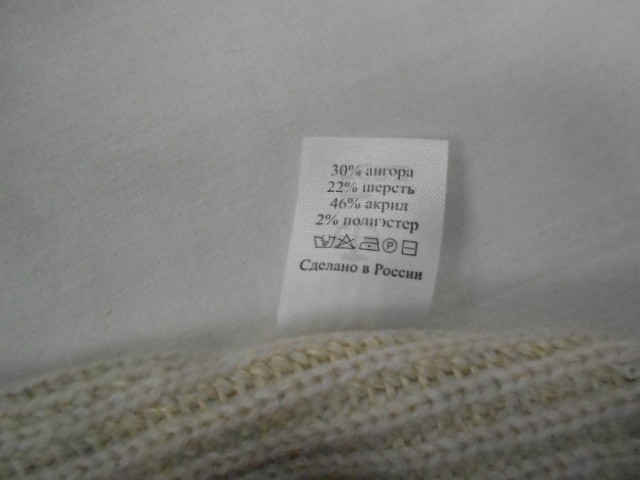 30% ангора
22% шерсть
46% акрил
2% полиэстер
Ⓟ
Сделано в России